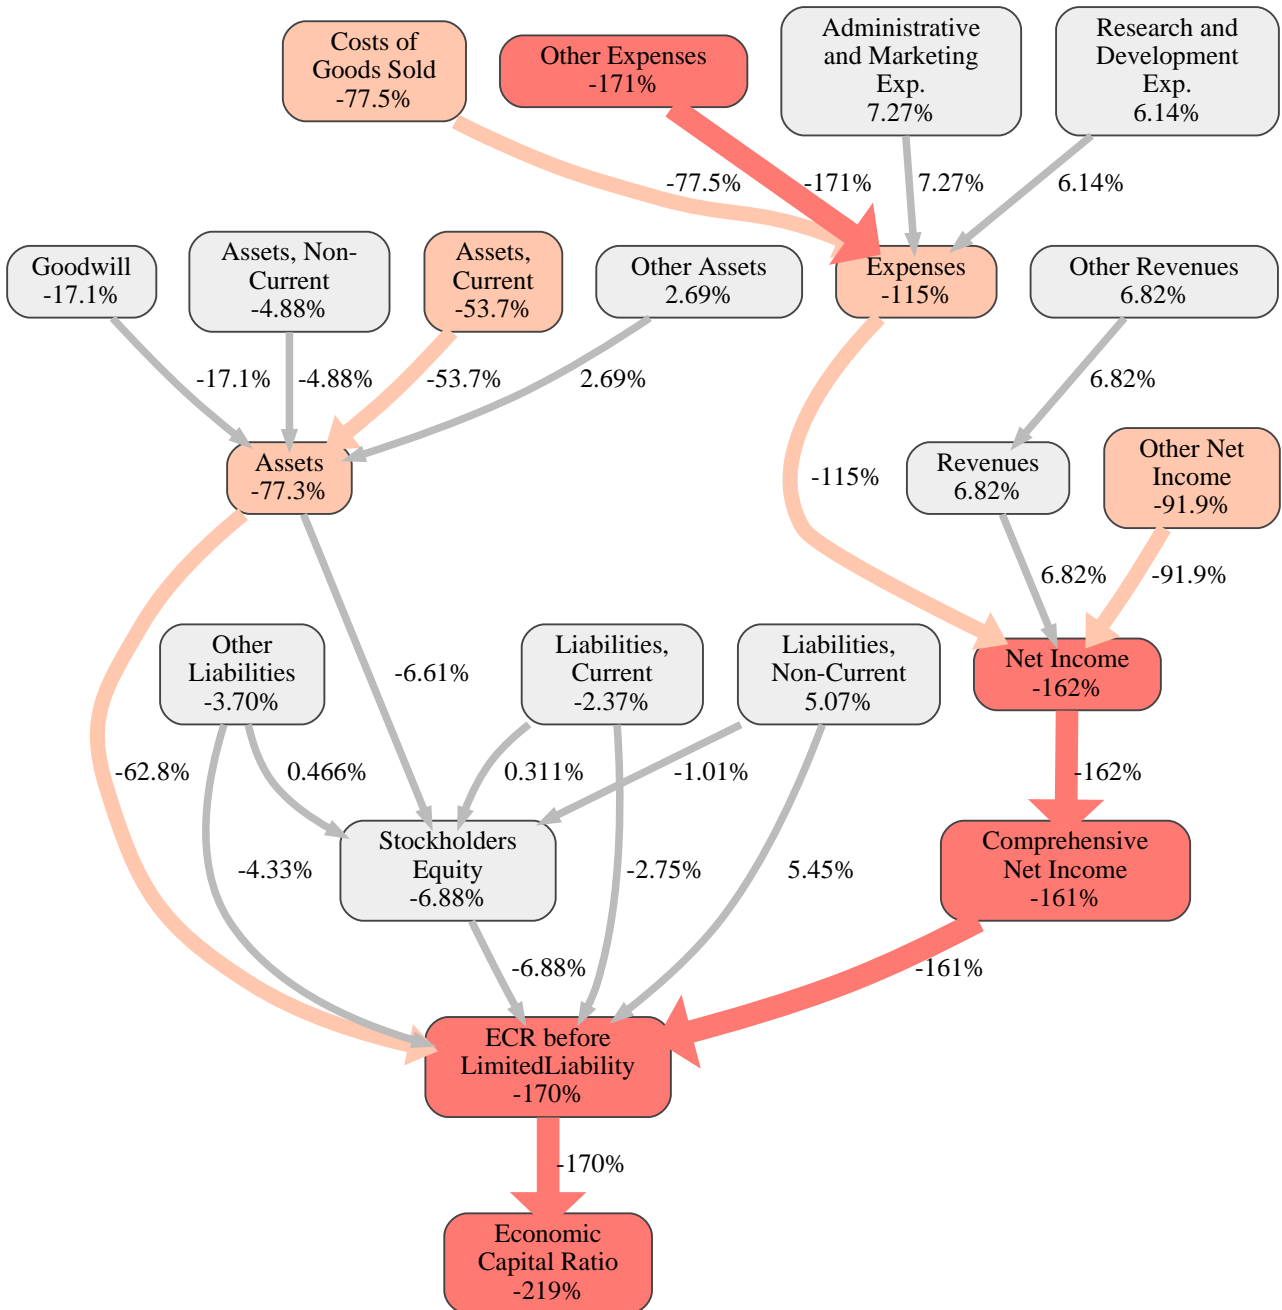 Costs of
Goods Sold
-77.5%
Other Expenses
-171%
Administrative
and Marketing
Exp.
7.27%
Research and
Development
Exp.
6.14%
-77.5%
-171%
7.27%
6.14%
Goodwill
-17.1%
Assets, Non-
Current
-4.88%
Assets,
Current
-53.7%
Other Assets
2.69%
Expenses
-115%
Other Revenues
6.82%
-17.1%
-4.88%
-53.7%
2.69%
6.82%
Assets
-77.3%
-115%
Revenues
6.82%
Other Net
Income
-91.9%
6.82%
-91.9%
Other
Liabilities
-3.70%
-6.61%
Liabilities,
Current
-2.37%
Liabilities,
Non-Current
5.07%
Net Income
-162%
-62.8%
0.466%
0.311%
-1.01%
-162%
-4.33%
Stockholders
Equity
-6.88%
-2.75%
5.45%
Comprehensive
Net Income
-161%
-6.88%
-161%
ECR before
LimitedLiability
-170%
-170%
Economic
Capital Ratio
-219%